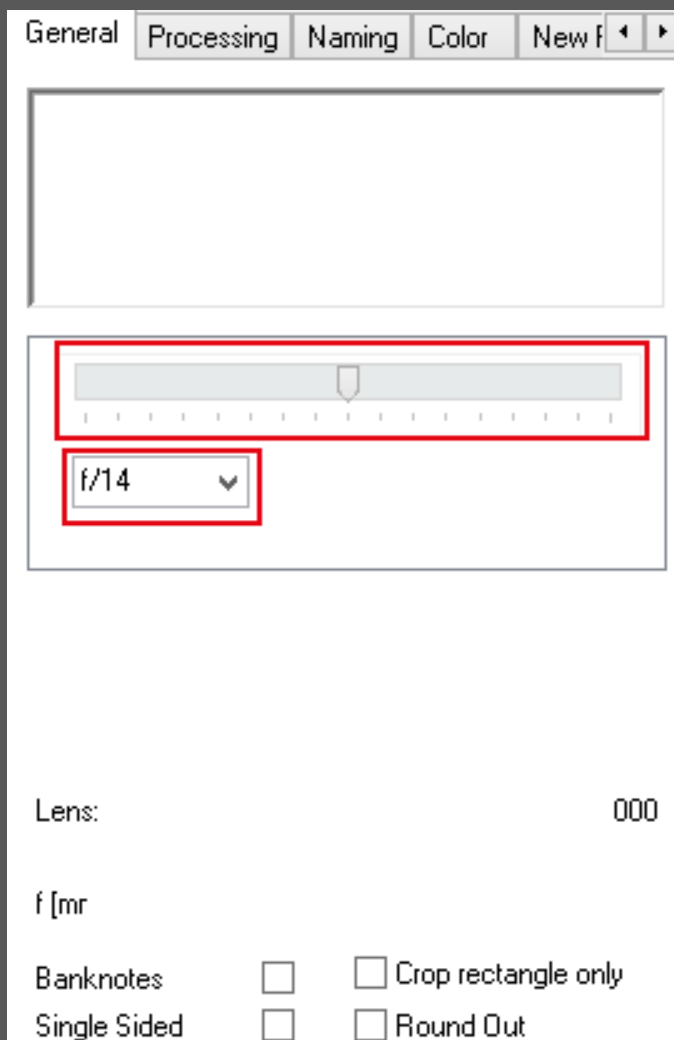 General Processing Naming Color New
f/14
Lens: 000
f [mr
Banknotes Crop rectangle only
Single Sided Round Out